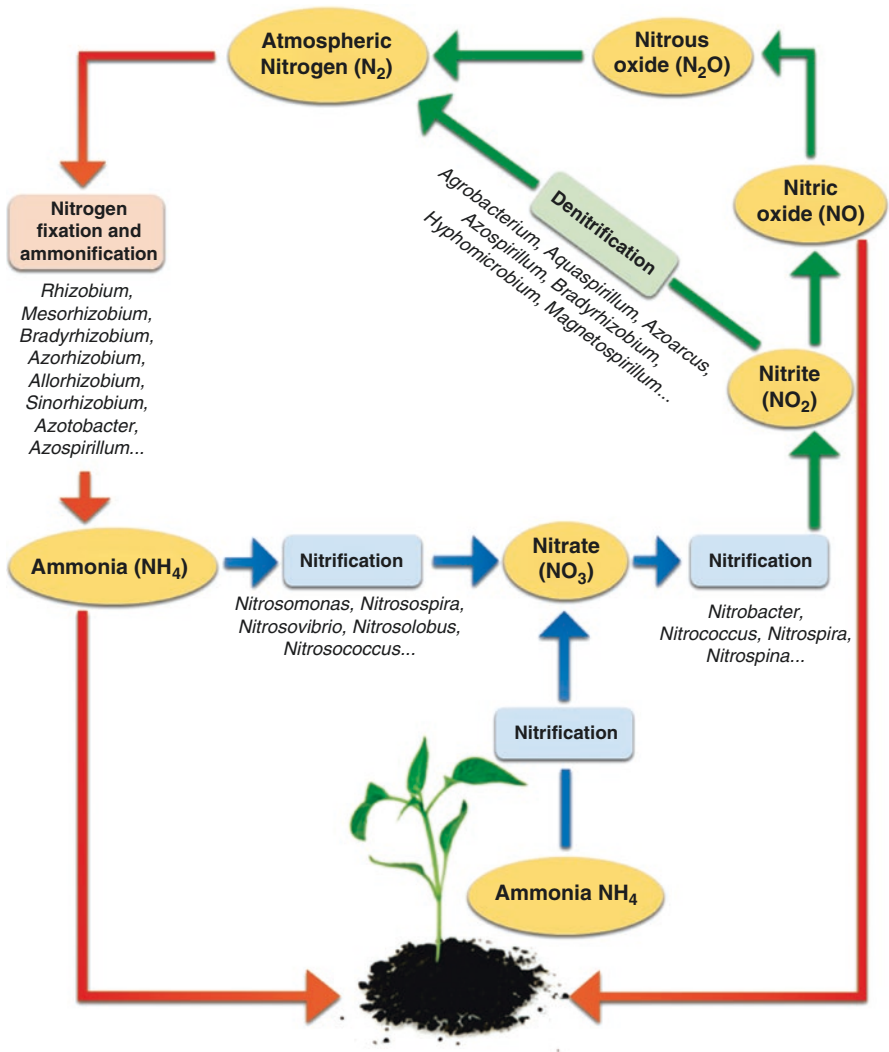 Atmospheric
Nitrogen (N₂)
Nitrous
oxide (N₂O)
Nitric
oxide (NO)
Nitrogen
fixation and
ammonification
Rhizobium,
Mesorhizobium,
Bradyrhizobium,
Azorhizobium,
Allorhizobium,
Sinorhizobium,
Azotobacter,
Azospirillum...
Denitrification
Agrobacterium, Aquaspirillum, Azoarcus,
Azospirillum, Bradyrhizobium,
Hyphomicrobium, Magnetospirillum...
Nitrite
(NO₂)
Ammonia (NH₄)
Nitrification
Nitrosomonas, Nitrosospira,
Nitrosovibrio, Nitrosolobus,
Nitrosococcus...
Nitrate
(NO₃)
Nitrification
Nitrobacter,
Nitrococcus, Nitrospira,
Nitrospina...
Nitrification
Ammonia NH₄